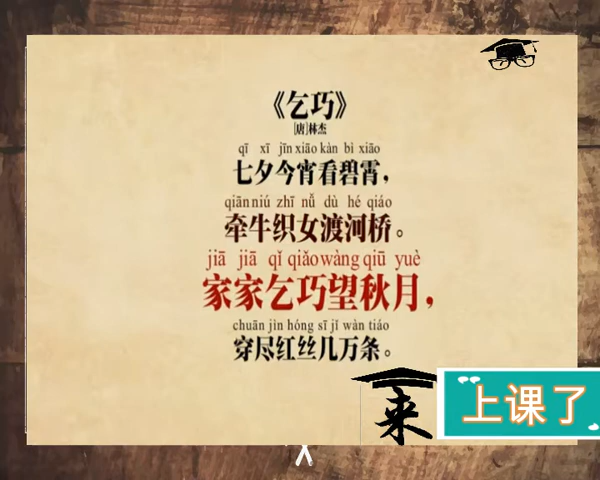 《乞巧》
[唐]林杰
qī xī jīn xiāo kàn bì xiāo
七夕今宵看碧霄，
qiān niú zhī nǚ dù hé qiáo
牵牛织女渡河桥。
jiā jiā qǐ qiǎo wàng qiū yuè
家家乞巧望秋月，
chuān jìn hóng sī jǐ wàn tiáo
穿尽红丝几万条。
来
上课了